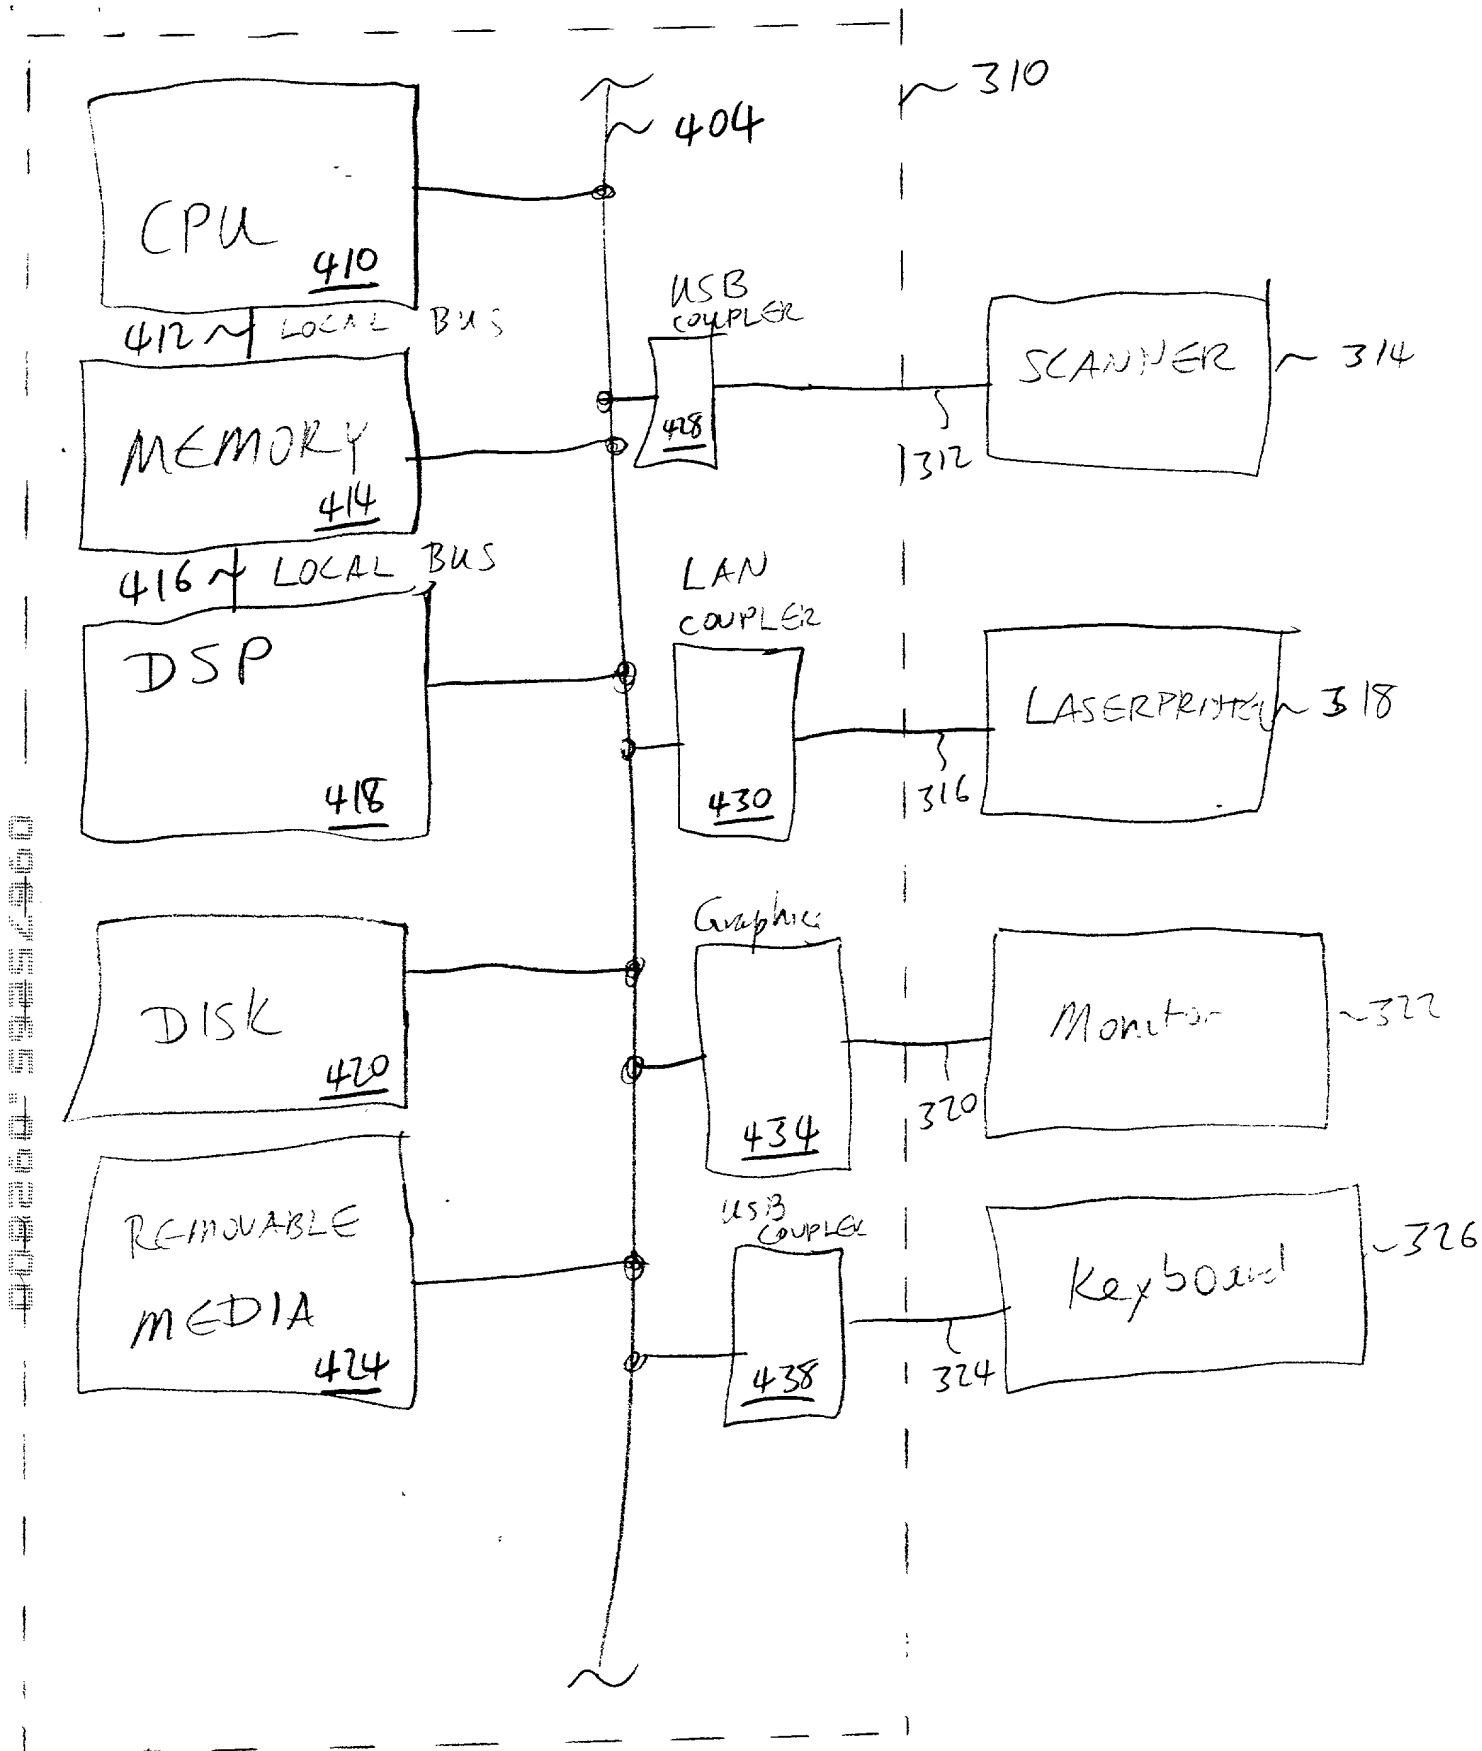 310
404
CPU
410
412 LOCAL BUS
USB
COUPLER
428
SCANNER
314
312
MEMORY
414
416 LOCAL BUS
LAN
COUPLER
DSP
418
430
LASERPRINTER
318
316
Graphics
DISK
420
434
Monitor
322
320
REMOVABLE
MEDIA
424
USB
COUPLER
438
Keyboard
326
324